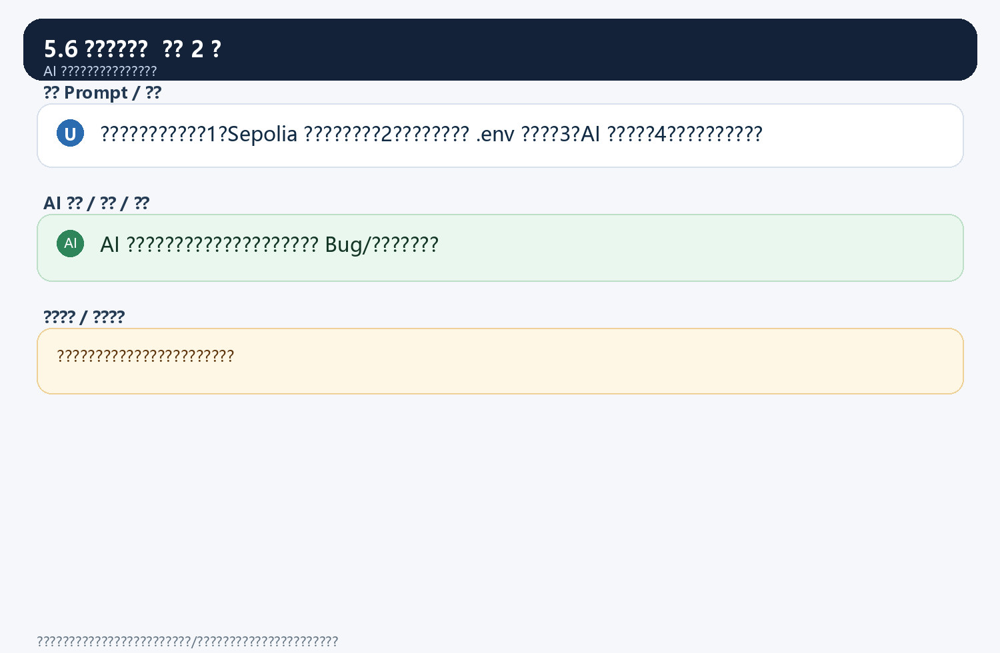 5.6 ??????  ?? 2 ?
AI ???????????????
?? Prompt / ??
U
???????????1?Sepolia ????????2???????? .env ????3?AI ?????4??????????
AI ?? / ?? / ??
AI
AI ???????????????????? Bug/???????
???? / ????
???????????????????????
????????????????????????/??????????????????????